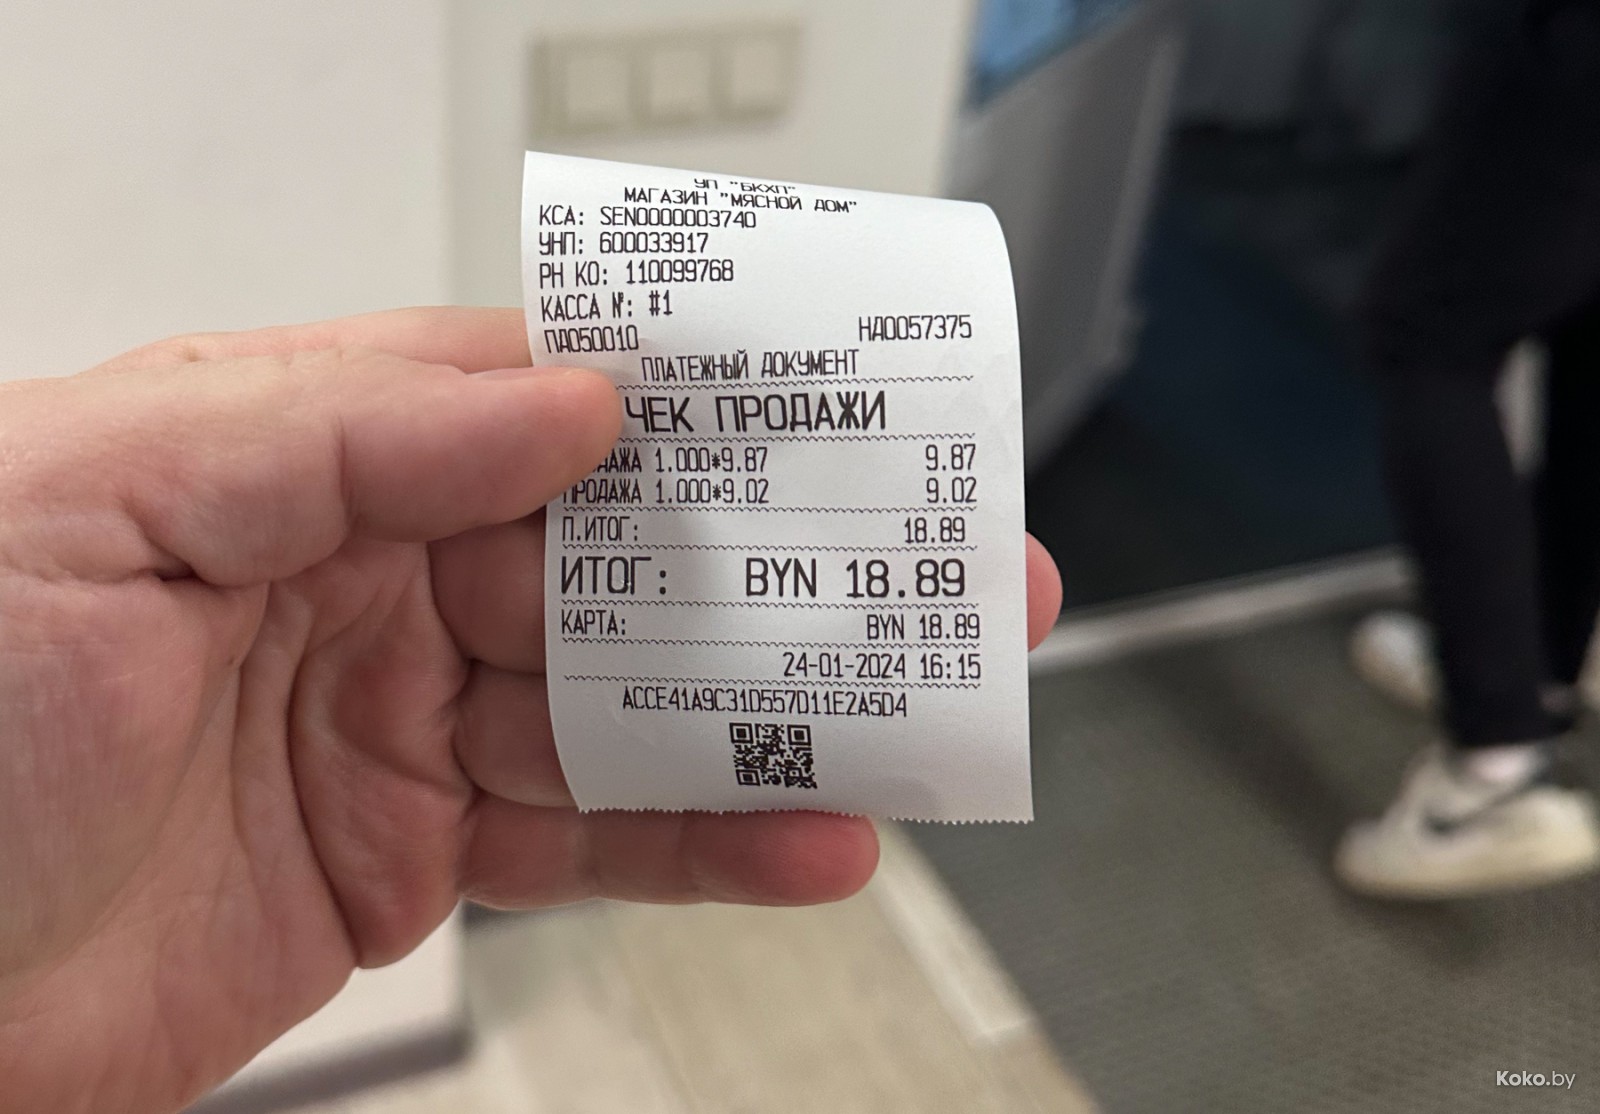 УП "БКХП"
МАГАЗИН "МЯСНОЙ ДОМ"
КСА: SEN0000003740
УНП: 600033917
РН КО: 110099768
КАССА №: #1
ПД050010 НД0057375
ПЛАТЕЖНЫЙ ДОКУМЕНТ
ЧЕК ПРОДАЖИ
ДАЖА 1.000*9.87 9.87
ПРОДАЖА 1.000*9.02 9.02
П.ИТОГ: 18.89
ИТОГ: BYN 18.89
КАРТА: BYN 18.89
24-01-2024 16:15
ACCE41A9C31D557D11E2A5D4
Koko.by